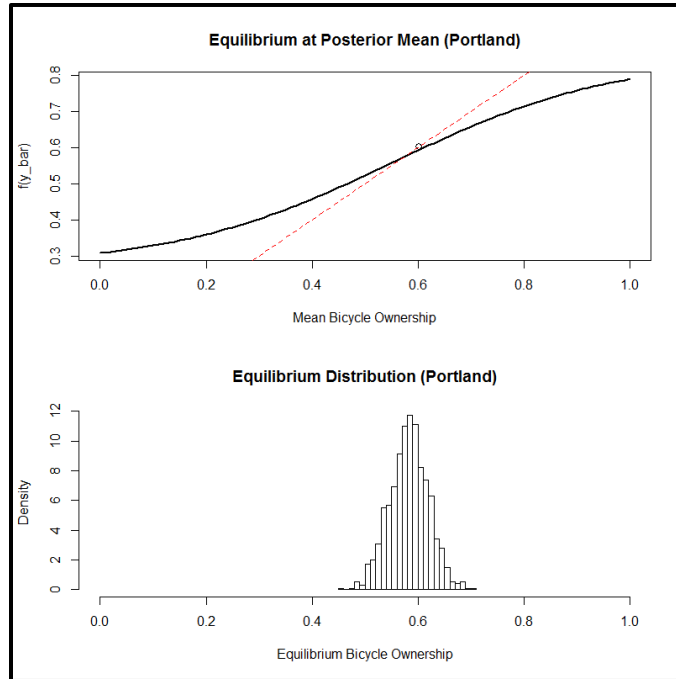 Equilibrium at Posterior Mean (Portland)
f(y_bar)
0.8
0.7
0.6
0.5
0.4
0.3
0.0 0.2 0.4 0.6 0.8 1.0
Mean Bicycle Ownership
Equilibrium Distribution (Portland)
Density
12
10
8
6
4
2
0
0.0 0.2 0.4 0.6 0.8 1.0
Equilibrium Bicycle Ownership